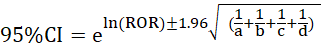 95%CI = e^{ln(ROR)±1.96√(1/a+1/b+1/c+1/d)}